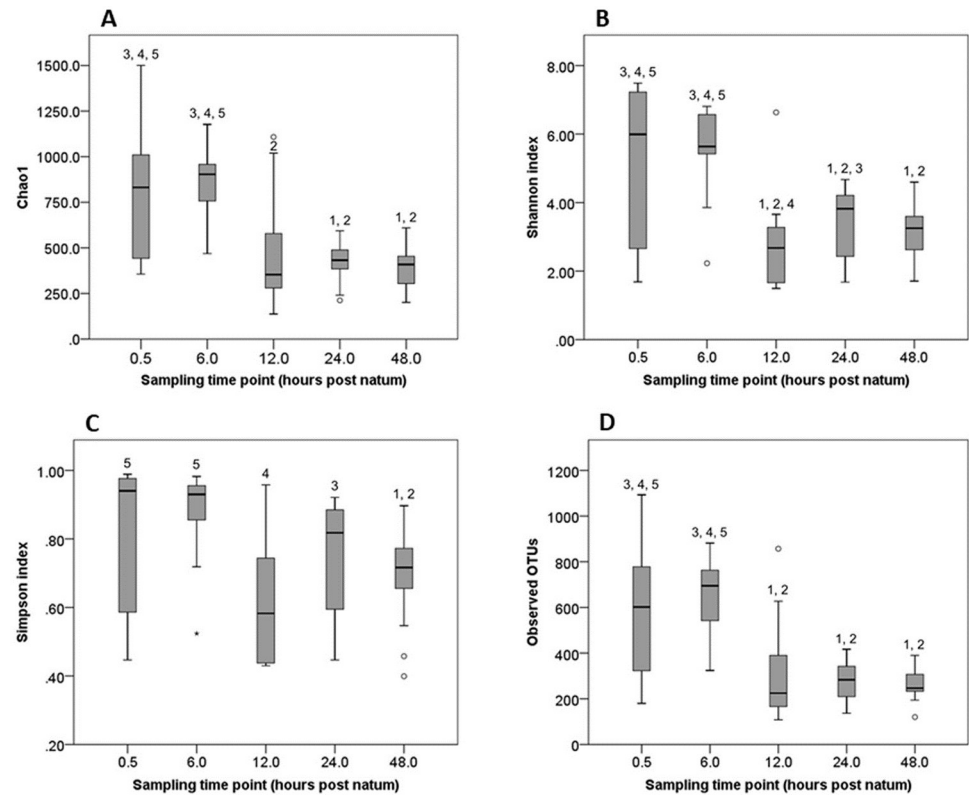 A
1500.0
1250.0
1000.0
750.0
500.0
250.0
.0
Chao1
3, 4, 5
3, 4, 5
2
1, 2
1, 2
0.5 6.0 12.0 24.0 48.0
Sampling time point (hours post natum)
B
8.00
6.00
4.00
2.00
.00
Shannon index
3, 4, 5
3, 4, 5
1, 2, 4
1, 2, 3
1, 2
0.5 6.0 12.0 24.0 48.0
Sampling time point (hours post natum)
C
1.00
.80
.60
.40
.20
Simpson index
5
5
4
3
1, 2
*
0.5 6.0 12.0 24.0 48.0
Sampling time point (hours post natum)
D
1200
1000
800
600
400
200
0
Observed OTUs
3, 4, 5
3, 4, 5
1, 2
1, 2
1, 2
0.5 6.0 12.0 24.0 48.0
Sampling time point (hours post natum)